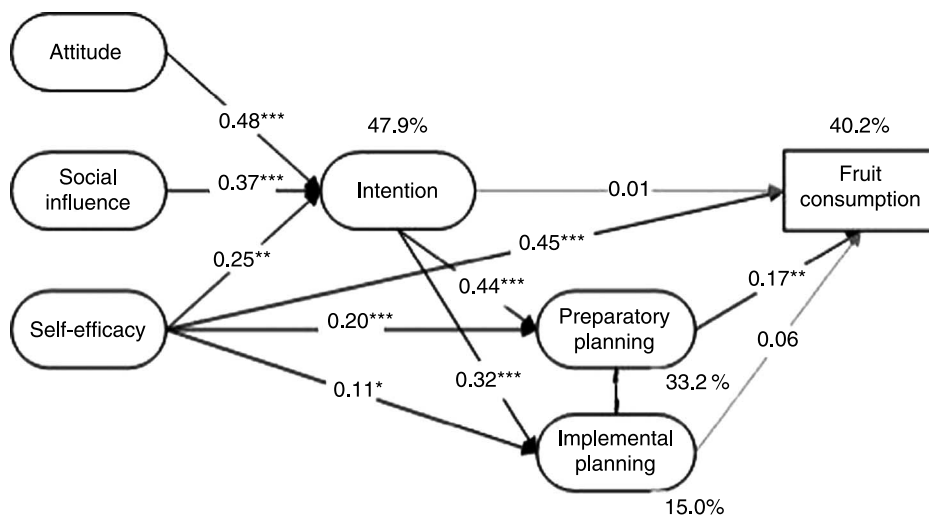 Attitude
0.48***
47.9%
40.2%
Social
influence
0.37***
Intention
0.01
Fruit
consumption
0.25**
0.45***
0.44***
0.17**
Self-efficacy
0.20***
Preparatory
planning
0.06
0.11*
0.32***
33.2 %
Implemental
planning
15.0%